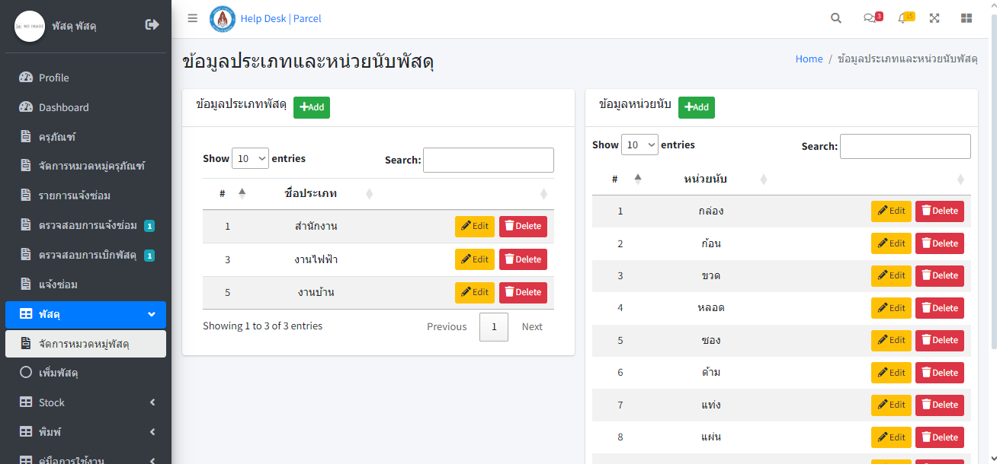 NO IMAGE
พัสดุ พัสดุ
Profile
Dashboard
ครุภัณฑ์
จัดการหมวดหมู่ครุภัณฑ์
รายการแจ้งซ่อม
ตรวจสอบการแจ้งซ่อม 1
ตรวจสอบการเบิกพัสดุ 1
แจ้งซ่อม
พัสดุ
จัดการหมวดหมู่พัสดุ
เพิ่มพัสดุ
Stock
พิมพ์
คู่มือการใช้งาน
Help Desk | Parcel
3
15
ข้อมูลประเภทและหน่วยนับพัสดุ
Home / ข้อมูลประเภทและหน่วยนับพัสดุ
ข้อมูลประเภทพัสดุ Add
Show 10 entries Search:
# ชื่อประเภท
1 สำนักงาน Edit Delete
3 งานไฟฟ้า Edit Delete
5 งานบ้าน Edit Delete
Showing 1 to 3 of 3 entries Previous 1 Next
ข้อมูลหน่วยนับ Add
Show 10 entries Search:
# หน่วยนับ
1 กล่อง Edit Delete
2 ก้อน Edit Delete
3 ขวด Edit Delete
4 หลอด Edit Delete
5 ซอง Edit Delete
6 ด้าม Edit Delete
7 แท่ง Edit Delete
8 แผ่น Edit Delete